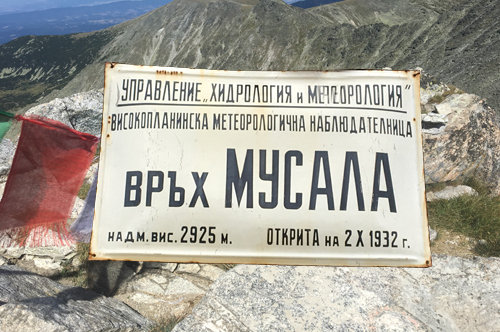 УПРАВЛЕНИЕ „ХИДРОЛОГИЯ и МЕТЕОРОЛОГИЯ"
ВИСОКОПЛАНИНСКА МЕТЕОРОЛОГИЧНА НАБЛЮДАТЕЛНИЦА
ВРЪХ МУСАЛА
НАДМ. ВИС. 2925 м. ОТКРИТА НА 2 X 1932 г.